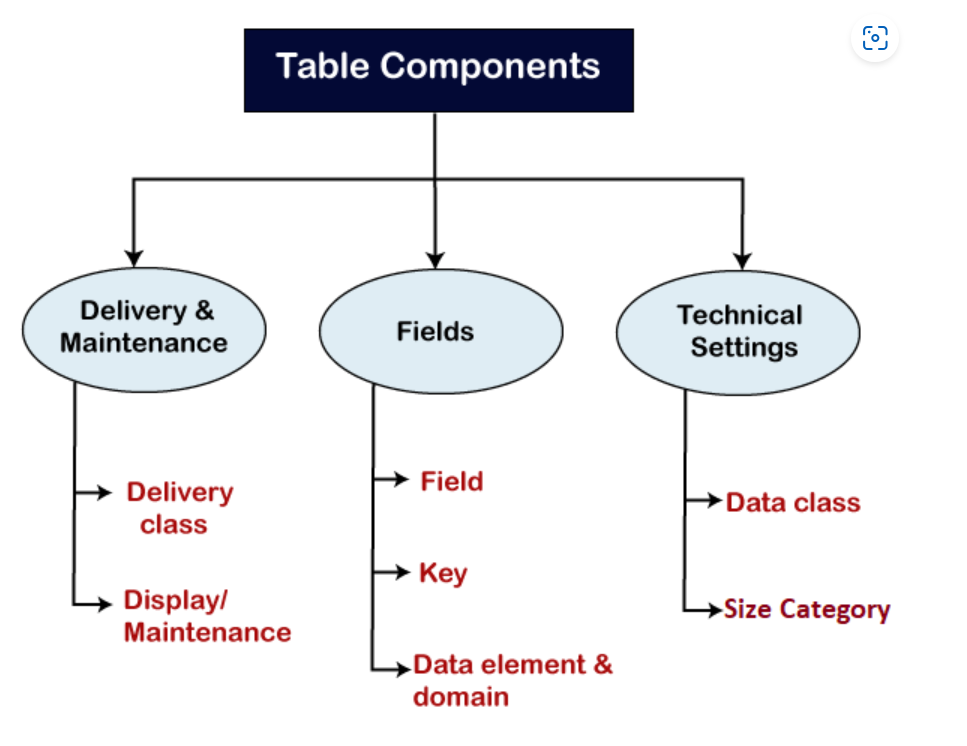 Table Components
Delivery &
Maintenance
Fields
Technical
Settings
Delivery
class
Display/
Maintenance
Field
Key
Data element &
domain
Data class
Size Category